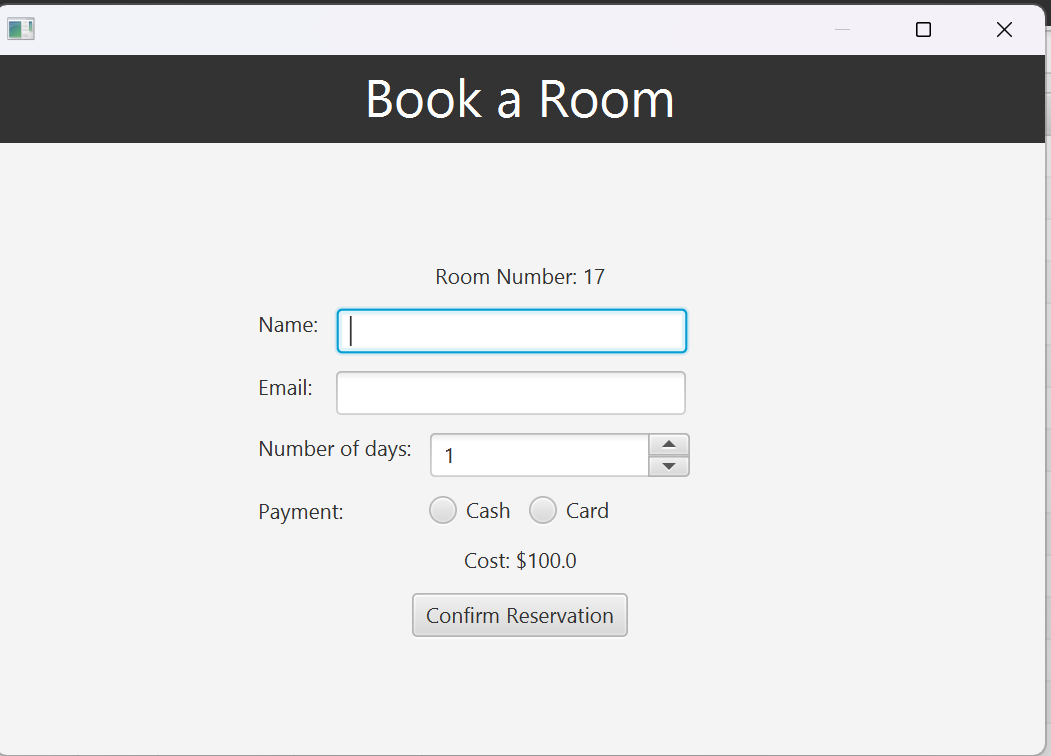 Book a Room
Room Number: 17
Name:
Email:
Number of days: 1
Payment: Cash Card
Cost: $100.0
Confirm Reservation